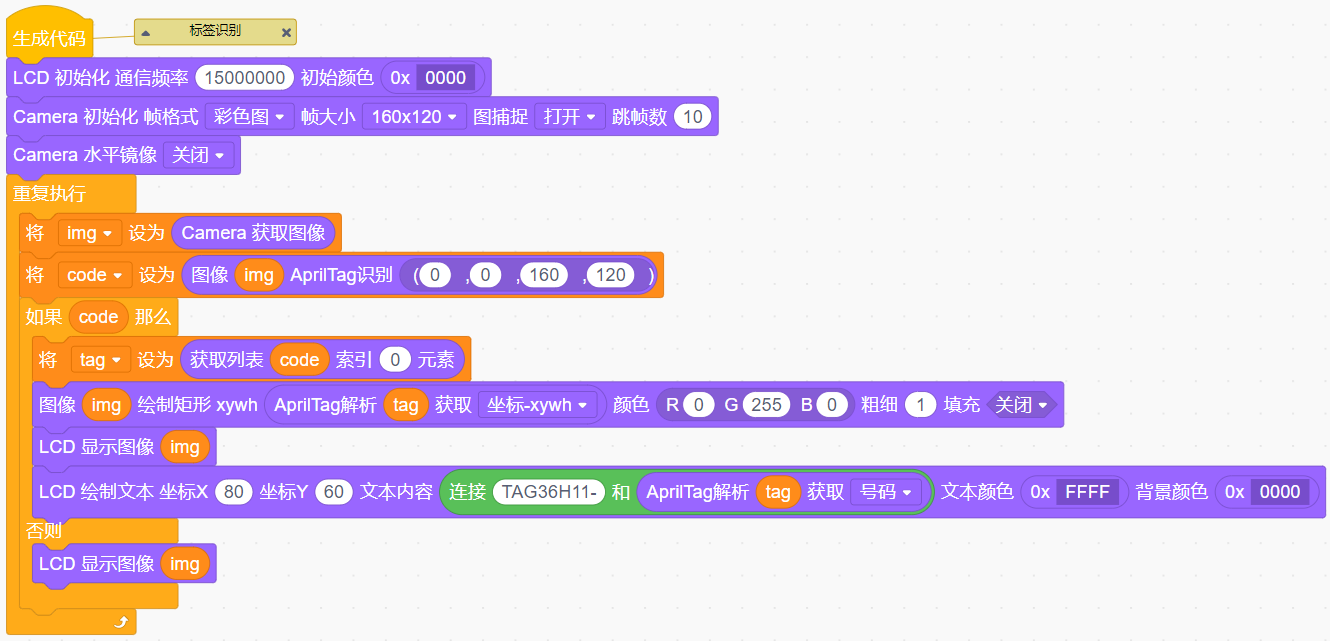 生成代码 标签识别
LCD 初始化 通信频率 15000000 初始颜色 0x 0000
Camera 初始化 帧格式 彩色图 帧大小 160x120 图捕捉 打开 跳帧数 10
Camera 水平镜像 关闭
重复执行
将 img 设为 Camera 获取图像
将 code 设为 图像 img AprilTag识别 (0 ,0 ,160 ,120 )
如果 code 那么
将 tag 设为 获取列表 code 索引 0 元素
图像 img 绘制矩形 xywh AprilTag解析 tag 获取 坐标-xywh 颜色 R 0 G 255 B 0 粗细 1 填充 关闭
LCD 显示图像 img
LCD 绘制文本 坐标X 80 坐标Y 60 文本内容 连接 TAG36H11- 和 AprilTag解析 tag 获取 号码 文本颜色 0x FFFF 背景颜色 0x 0000
否则
LCD 显示图像 img